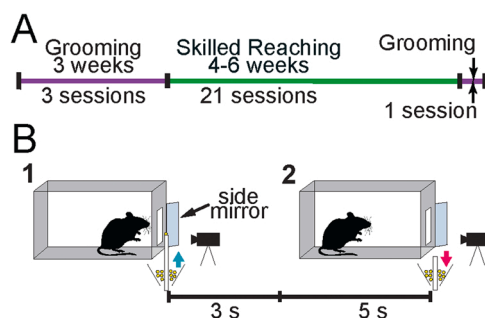 A
Grooming
3 weeks
3 sessions
Skilled Reaching
4-6 weeks
21 sessions
Grooming
1 session
B
1
side
mirror
2
3 s
5 s